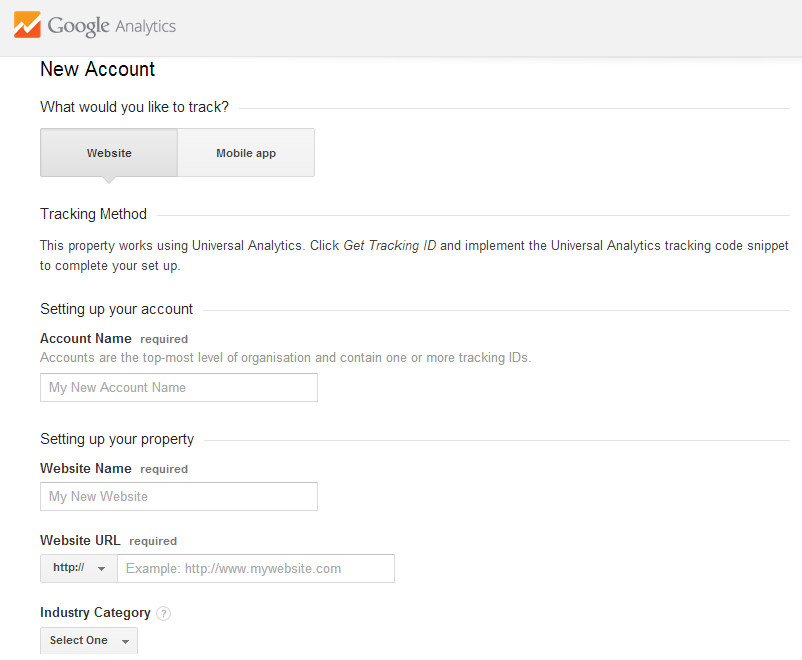 Google Analytics
New Account
What would you like to track?
Website
Mobile app
Tracking Method
This property works using Universal Analytics. Click Get Tracking ID and implement the Universal Analytics tracking code snippet
to complete your set up.
Setting up your account
Account Name required
Accounts are the top-most level of organisation and contain one or more tracking IDs.
My New Account Name
Setting up your property
Website Name required
My New Website
Website URL required
http:// Example: http://www.mywebsite.com
Industry Category ?
Select One